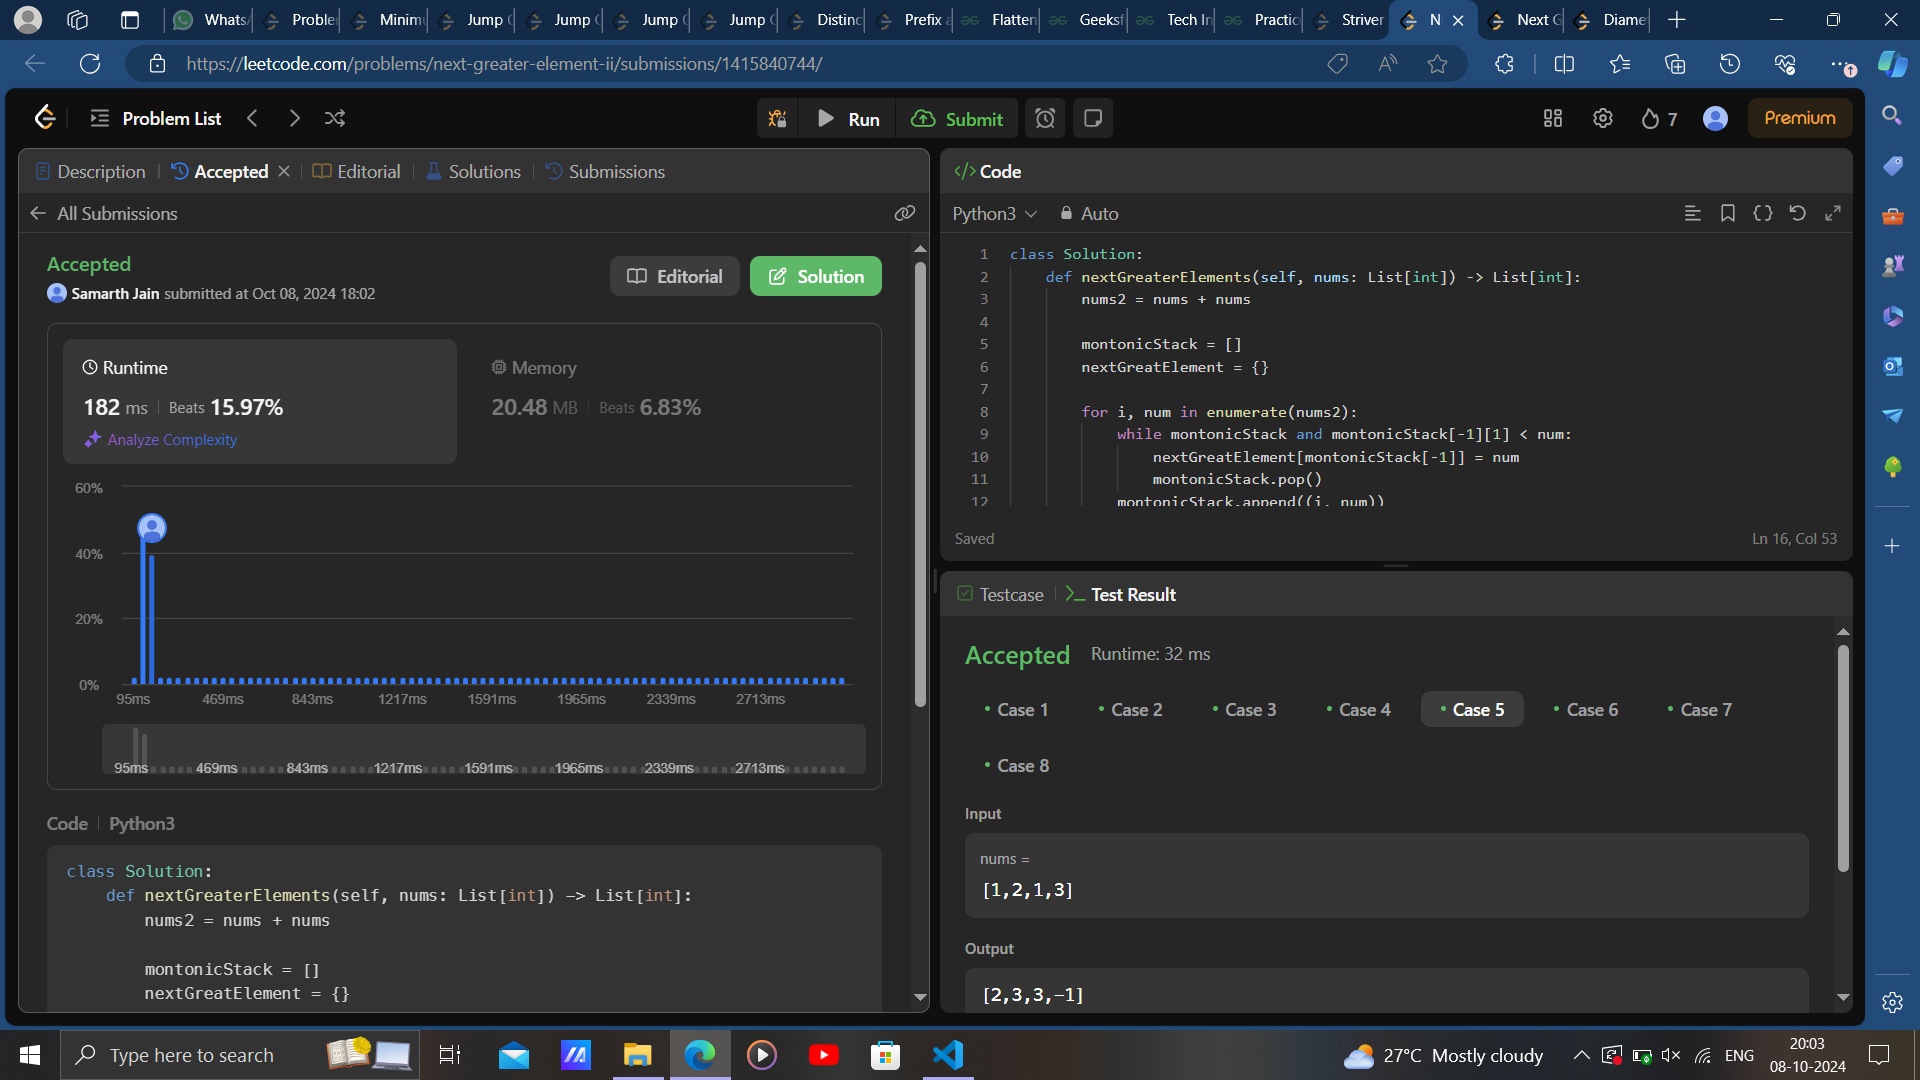 Whats
Proble
Minim
Jump
Jump
Jump
Jump
Distinc
Prefix a
Flatten
Geeksf
Tech In
Practic
Striver
N
Next G
Diame
https://leetcode.com/problems/next-greater-element-ii/submissions/1415840744/
Problem List
Run
Submit
7
Premium
Description
Accepted
Editorial
Solutions
Submissions
All Submissions
Accepted
Samarth Jain submitted at Oct 08, 2024 18:02
Editorial
Solution
Runtime
182 ms Beats 15.97%
Analyze Complexity
Memory
20.48 MB Beats 6.83%
60%
40%
20%
0%
95ms 469ms 843ms 1217ms 1591ms 1965ms 2339ms 2713ms
95ms 469ms 843ms 1217ms 1591ms 1965ms 2339ms 2713ms
Code Python3
class Solution:
def nextGreaterElements(self, nums: List[int]) -> List[int]:
nums2 = nums + nums
montonicStack = []
nextGreatElement = {}
Code
Python3 Auto
1 class Solution:
2 def nextGreaterElements(self, nums: List[int]) -> List[int]:
3 nums2 = nums + nums
4
5 montonicStack = []
6 nextGreatElement = {}
7
8 for i, num in enumerate(nums2):
9 while montonicStack and montonicStack[-1][1] < num:
10 nextGreatElement[montonicStack[-1]] = num
11 montonicStack.pop()
12 montonicStack.append((i, num))
Saved
Ln 16, Col 53
Testcase
Test Result
Accepted Runtime: 32 ms
Case 1 Case 2 Case 3 Case 4 Case 5 Case 6 Case 7
Case 8
Input
nums =
[1,2,1,3]
Output
[2,3,3,-1]
Type here to search
27°C Mostly cloudy
ENG
20:03
08-10-2024